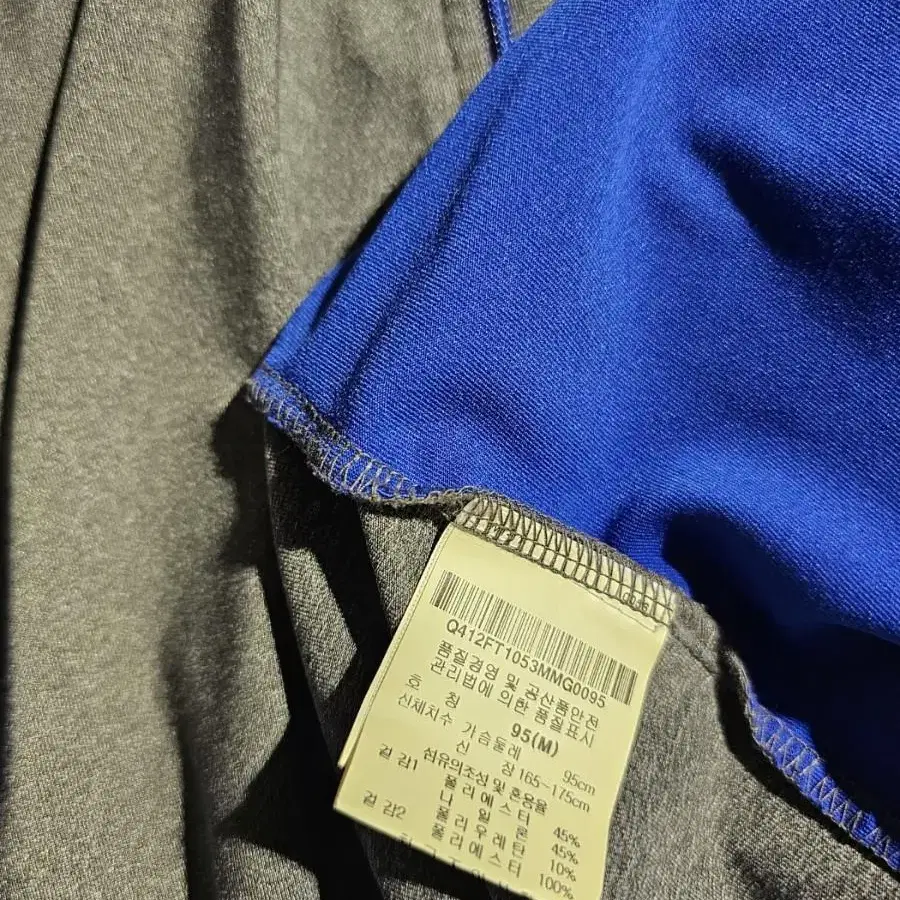 Q412FT1053MMG0095
품질경영 및 공산품안전
관리법에 의한 품질표시
호 칭 95(M)
신체치수 가슴둘레 95cm
신 장 165~175cm
섬유의조성 및 혼용율
겉 감1 폴리에스터 45%
나 일 론 45%
폴리우레탄 10%
겉 감2 폴리에스터 100%